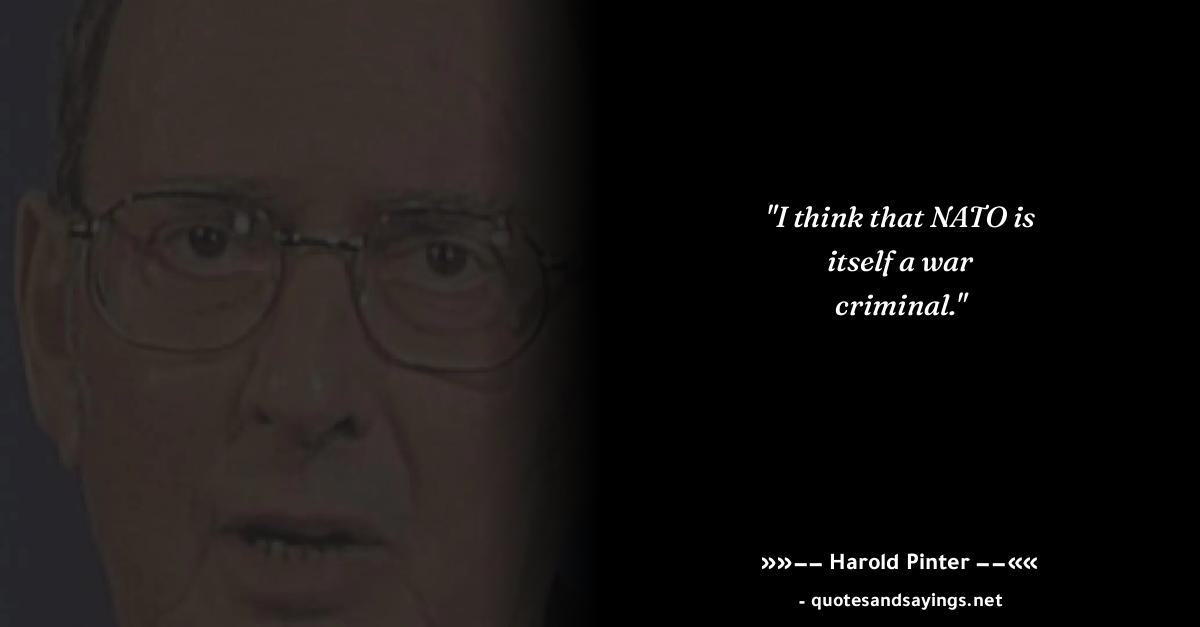 "I think that NATO is
itself a war
criminal."
»»—— Harold Pinter ——««
- quotesandsayings.net